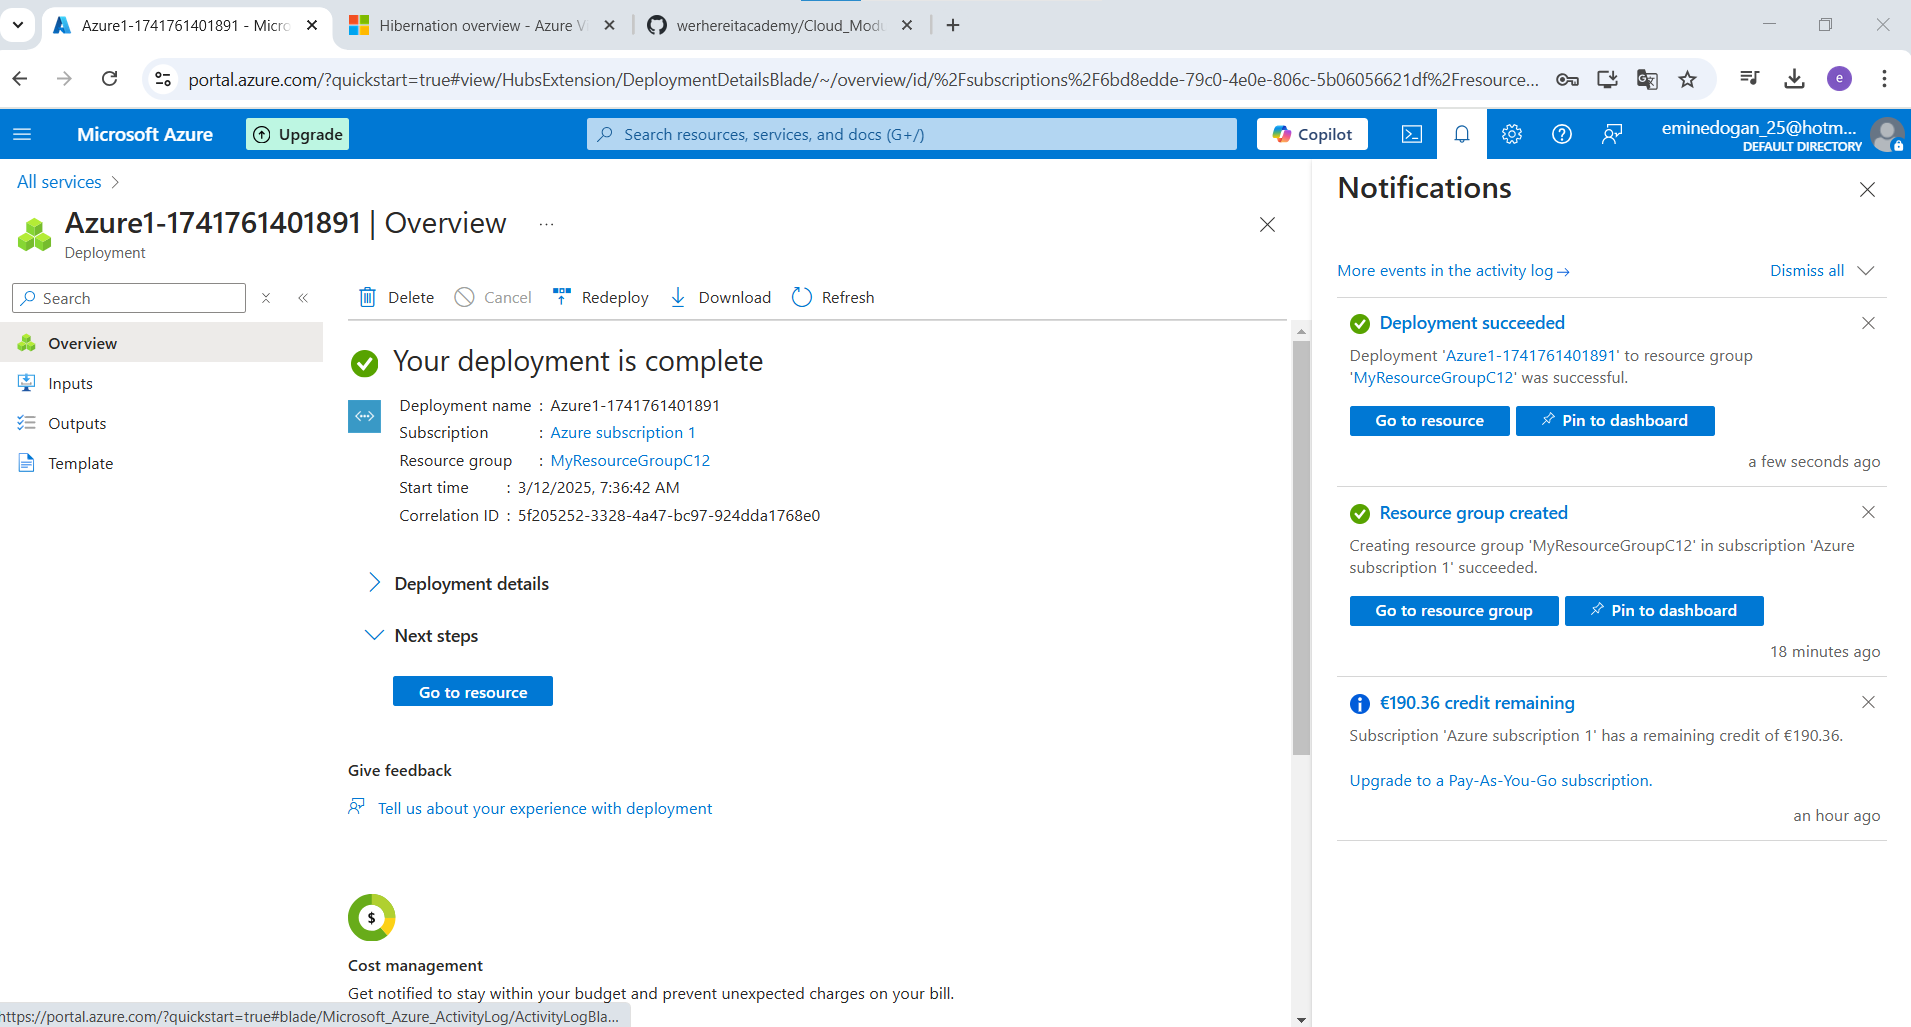 Azure1-1741761401891 - Micro
Hibernation overview - Azure Vi
werhereitacademy/Cloud_Modu
portal.azure.com/?quickstart=true#view/HubsExtension/DeploymentDetailsBlade/~/overview/id/%2Fsubscriptions%2F6bd8edde-79c0-4e0e-806c-5b06056621df%2Fresource...
e
Microsoft Azure
Upgrade
Search resources, services, and docs (G+/)
Copilot
eminedogan_25@hotm...
DEFAULT DIRECTORY
All services
Azure1-1741761401891 | Overview
...
Deployment
Search
Overview
Inputs
Outputs
Template
Delete
Cancel
Redeploy
Download
Refresh
Your deployment is complete
Deployment name : Azure1-1741761401891
Subscription : Azure subscription 1
Resource group : MyResourceGroupC12
Start time : 3/12/2025, 7:36:42 AM
Correlation ID : 5f205252-3328-4a47-bc97-924dda1768e0
Deployment details
Next steps
Go to resource
Give feedback
Tell us about your experience with deployment
$
Cost management
Get notified to stay within your budget and prevent unexpected charges on your bill.
https://portal.azure.com/?quickstart=true#blade/Microsoft_Azure_ActivityLog/ActivityLogBla...
Notifications
More events in the activity log →
Dismiss all
Deployment succeeded
Deployment 'Azure1-1741761401891' to resource group
'MyResourceGroupC12' was successful.
Go to resource
Pin to dashboard
a few seconds ago
Resource group created
Creating resource group 'MyResourceGroupC12' in subscription 'Azure
subscription 1' succeeded.
Go to resource group
Pin to dashboard
18 minutes ago
€190.36 credit remaining
Subscription 'Azure subscription 1' has a remaining credit of €190.36.
Upgrade to a Pay-As-You-Go subscription.
an hour ago